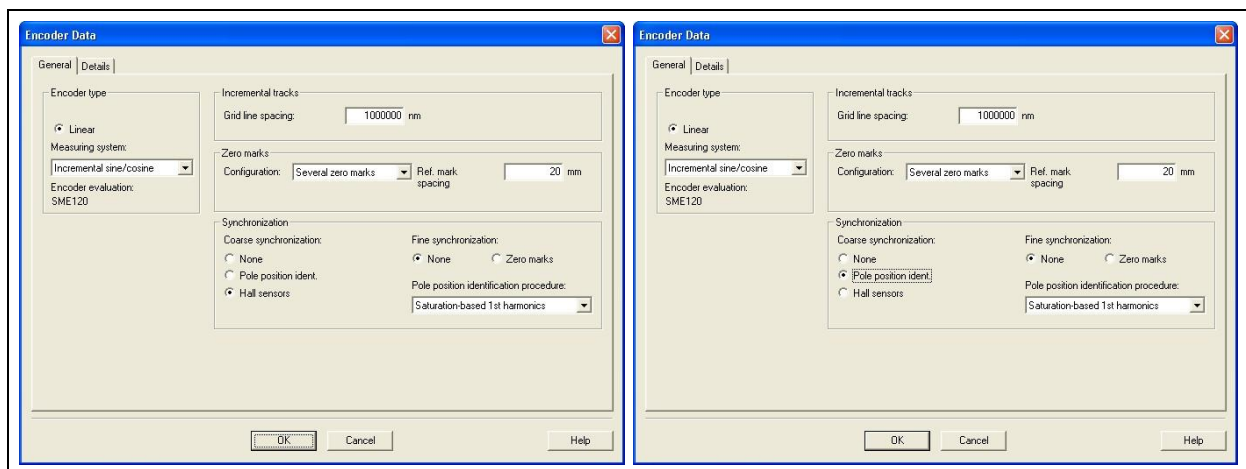 Encoder Data
General Details
Encoder type
Linear
Measuring system:
Incremental sine/cosine
Encoder evaluation:
SME120
Incremental tracks
Grid line spacing: 1000000 nm
Zero marks
Configuration: Several zero marks Ref. mark spacing 20 mm
Synchronization
Coarse synchronization:
None
Pole position ident.
Hall sensors
Fine synchronization:
None Zero marks
Pole position identification procedure:
Saturation-based 1st harmonics
OK Cancel Help
Encoder Data
General Details
Encoder type
Linear
Measuring system:
Incremental sine/cosine
Encoder evaluation:
SME120
Incremental tracks
Grid line spacing: 1000000 nm
Zero marks
Configuration: Several zero marks Ref. mark spacing 20 mm
Synchronization
Coarse synchronization:
None
Pole position ident.
Hall sensors
Fine synchronization:
None Zero marks
Pole position identification procedure:
Saturation-based 1st harmonics
OK Cancel Help